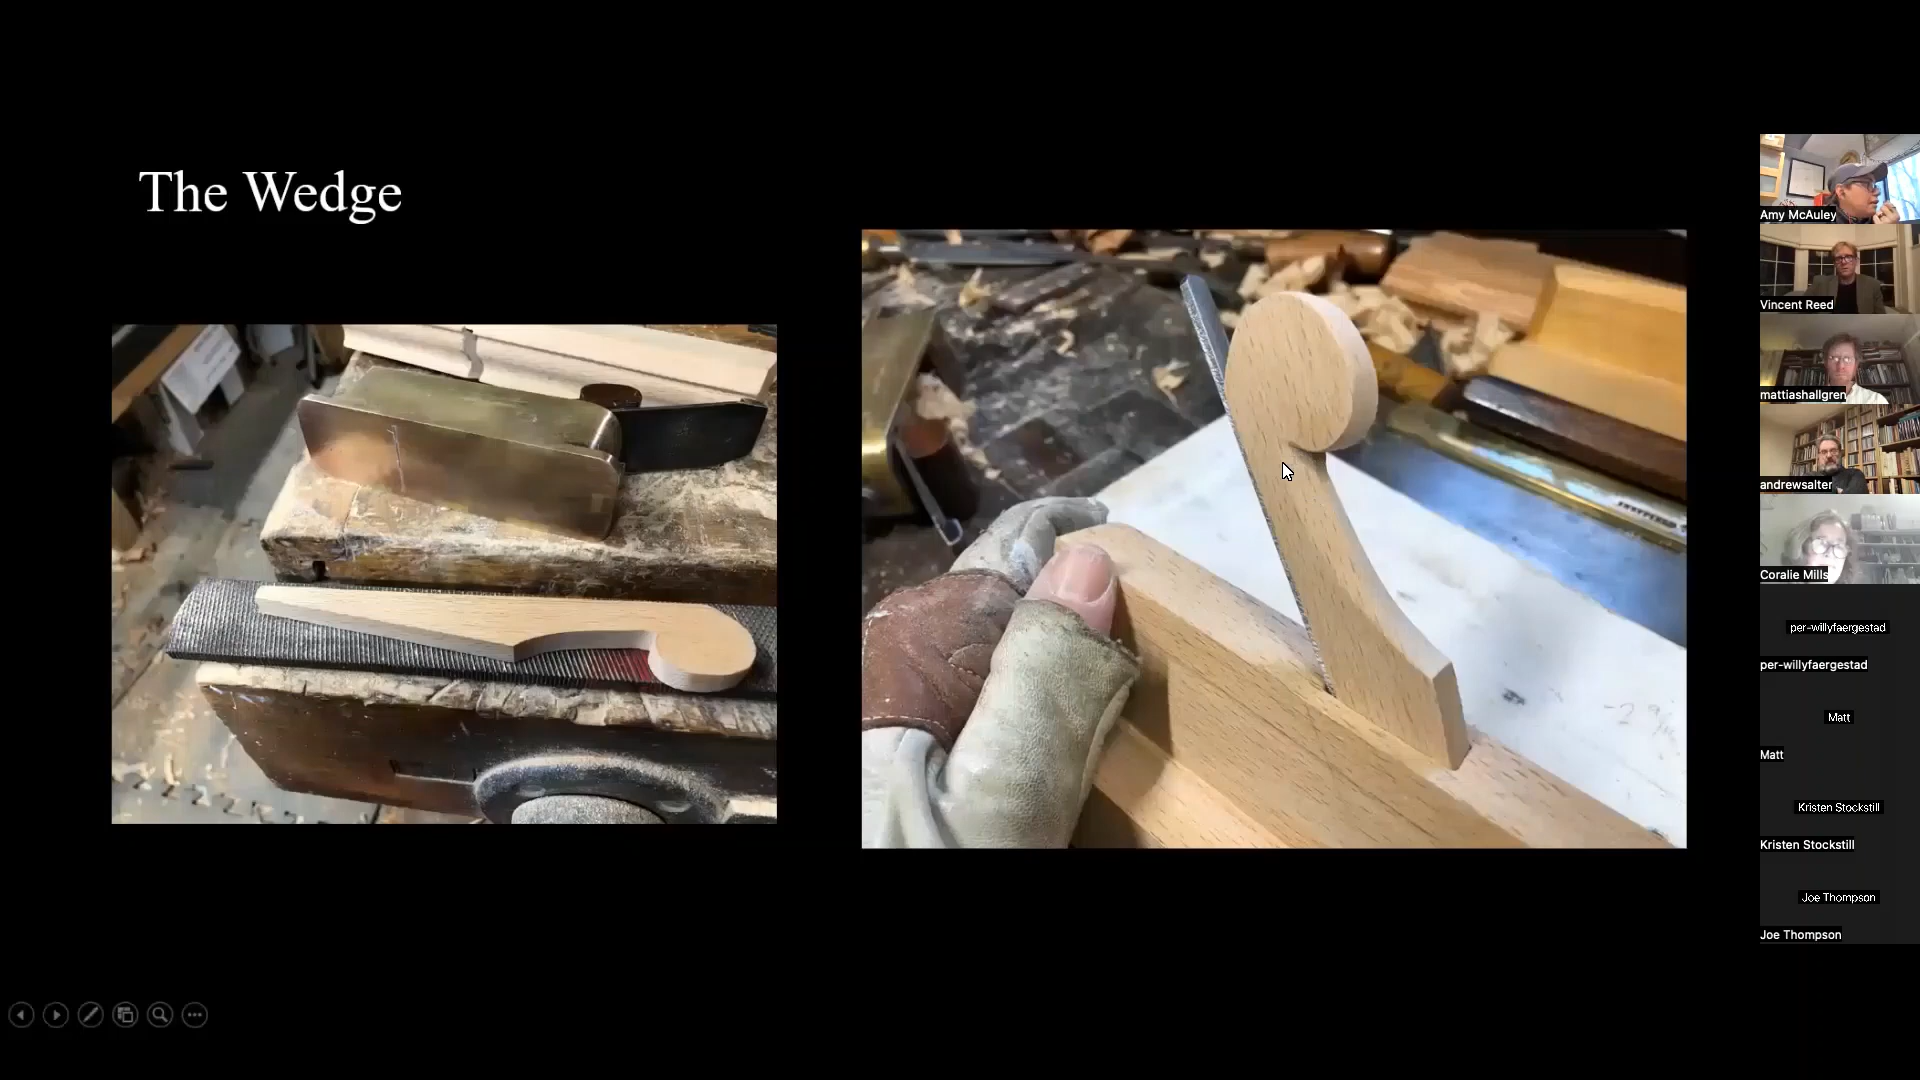 The Wedge
Amy McAuley
Vincent Reed
mattiashallgren
andrewsalter
Coralie Mills
per-willyfaergestad
per-willyfaergestad
Matt
Matt
Kristen Stockstill
Kristen Stockstill
Joe Thompson
Joe Thompson